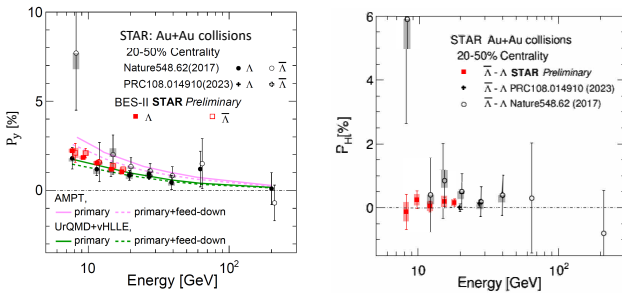 STAR: Au+Au collisions
20-50% Centrality
Nature548.62(2017) Λ Λ̅
PRC108.014910(2023) Λ Λ̅
BES-II STAR Preliminary
Λ Λ̅
P_y [%]
10
5
0
AMPT,
primary primary+feed-down
UrQMD+vHLLE,
primary primary+feed-down
10 10²
Energy [GeV]
STAR Au+Au collisions
20-50% Centrality
Λ̅ - Λ STAR Preliminary
Λ̅ - Λ PRC108.014910 (2023)
Λ̅ - Λ Nature548.62 (2017)
P_H[%]
6
4
2
0
-2
10 10²
Energy [GeV]